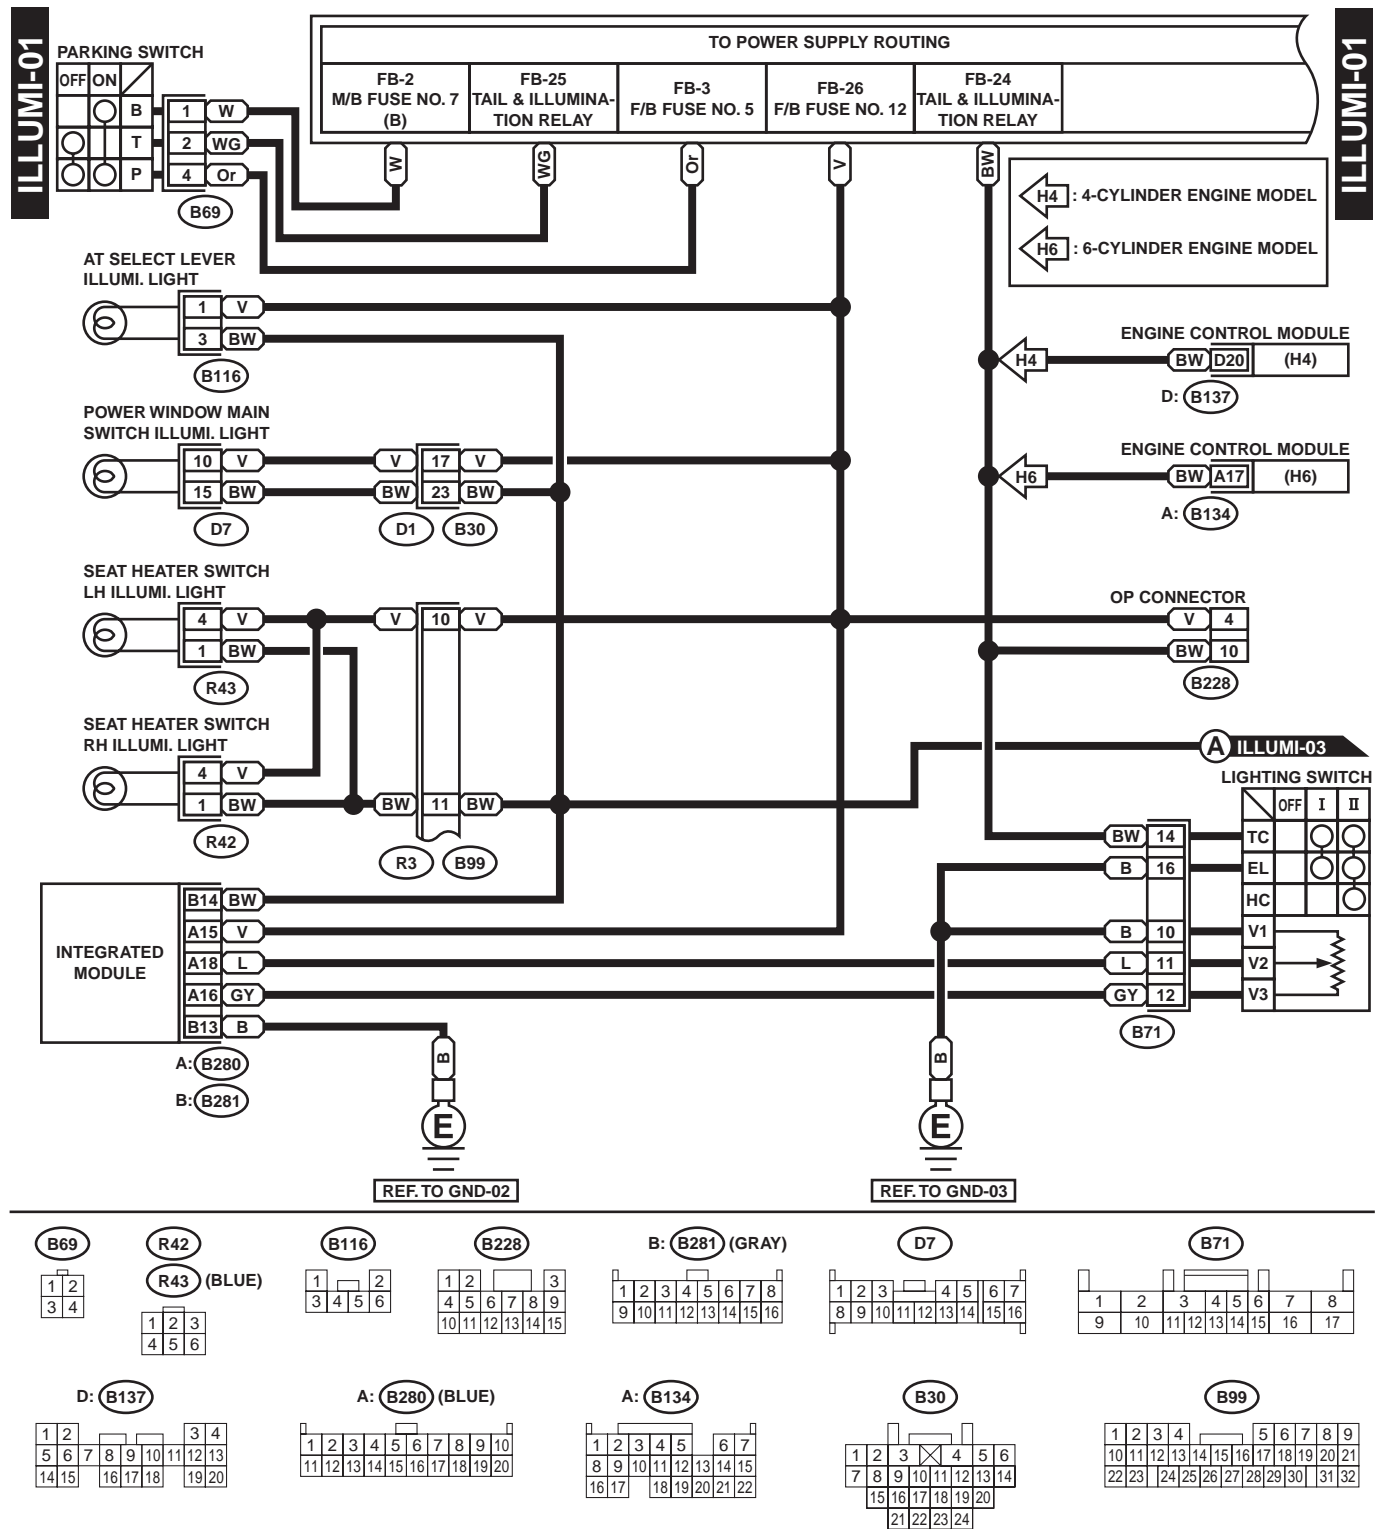 ILLUMI-01
ILLUMI-01
PARKING SWITCH
OFF ON
B 1 W
T 2 WG
P 4 Or
B69
TO POWER SUPPLY ROUTING
FB-2
M/B FUSE NO. 7
(B)
FB-25
TAIL & ILLUMINA-
TION RELAY
FB-3
F/B FUSE NO. 5
FB-26
F/B FUSE NO. 12
FB-24
TAIL & ILLUMINA-
TION RELAY
W WG Or V BW
H4 : 4-CYLINDER ENGINE MODEL
H6 : 6-CYLINDER ENGINE MODEL
AT SELECT LEVER
ILLUMI. LIGHT
1 V
3 BW
B116
ENGINE CONTROL MODULE
H4 BW D20 (H4)
D: B137
POWER WINDOW MAIN
SWITCH ILLUMI. LIGHT
10 V V 17 V
15 BW BW 23 BW
D7 D1 B30
ENGINE CONTROL MODULE
H6 BW A17 (H6)
A: B134
SEAT HEATER SWITCH
LH ILLUMI. LIGHT
4 V V 10 V
1 BW
R43
OP CONNECTOR
V 4
BW 10
B228
SEAT HEATER SWITCH
RH ILLUMI. LIGHT
4 V
1 BW BW 11 BW
R42 R3 B99
A ILLUMI-03
LIGHTING SWITCH
OFF I II
BW 14 TC
B 16 EL
HC
B 10 V1
L 11 V2
GY 12 V3
B71
INTEGRATED
MODULE
B14 BW
A15 V
A18 L
A16 GY
B13 B
A: B280
B: B281
B
E
REF. TO GND-02
B
E
REF. TO GND-03
B69
1 2
3 4
R42
R43 (BLUE)
1 2 3
4 5 6
B116
1 2
3 4 5 6
B228
1 2 3
4 5 6 7 8 9
10 11 12 13 14 15
B: B281 (GRAY)
1 2 3 4 5 6 7 8
9 10 11 12 13 14 15 16
D7
1 2 3 4 5 6 7
8 9 10 11 12 13 14 15 16
B71
1 2 3 4 5 6 7 8
9 10 11 12 13 14 15 16 17
D: B137
1 2 3 4
5 6 7 8 9 10 11 12 13
14 15 16 17 18 19 20
A: B280 (BLUE)
1 2 3 4 5 6 7 8 9 10
11 12 13 14 15 16 17 18 19 20
A: B134
1 2 3 4 5 6 7
8 9 10 11 12 13 14 15
16 17 18 19 20 21 22
B30
1 2 3 4 5 6
7 8 9 10 11 12 13 14
15 16 17 18 19 20
21 22 23 24
B99
1 2 3 4 5 6 7 8 9
10 11 12 13 14 15 16 17 18 19 20 21
22 23 24 25 26 27 28 29 30 31 32